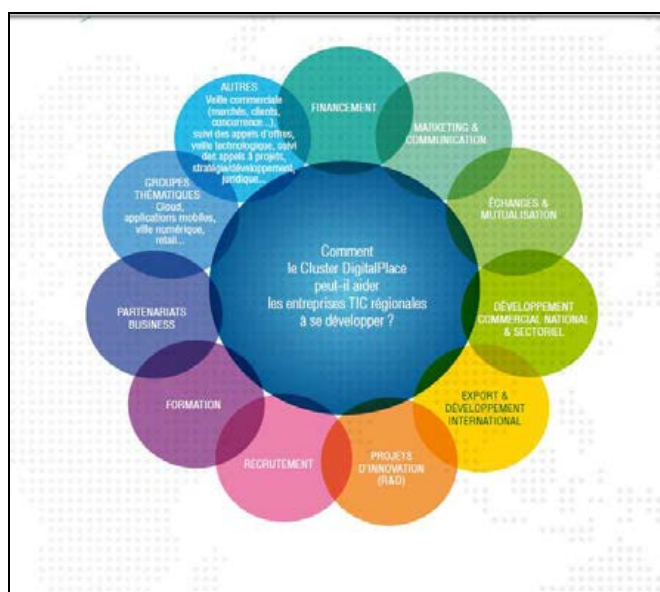 AUTRES
Veille commerciale
(marchés, clients,
concurrence...),
suivi des appels d'offres,
veille technologique, suivi
des appels à projets,
stratégie/développement,
juridique...
FINANCEMENT
MARKETING &
COMMUNICATION
ÉCHANGES &
MUTUALISATION
DÉVELOPPEMENT
COMMERCIAL NATIONAL
& SECTORIEL
EXPORT &
DÉVELOPPEMENT
INTERNATIONAL
PROJETS
D'INNOVATION
(R&D)
RECRUTEMENT
FORMATION
PARTENARIATS
BUSINESS
GROUPES
THÉMATIQUES
Cloud,
applications mobiles,
ville numérique,
retail...
Comment
le Cluster DigitalPlace
peut-il aider
les entreprises TIC régionales
à se développer ?